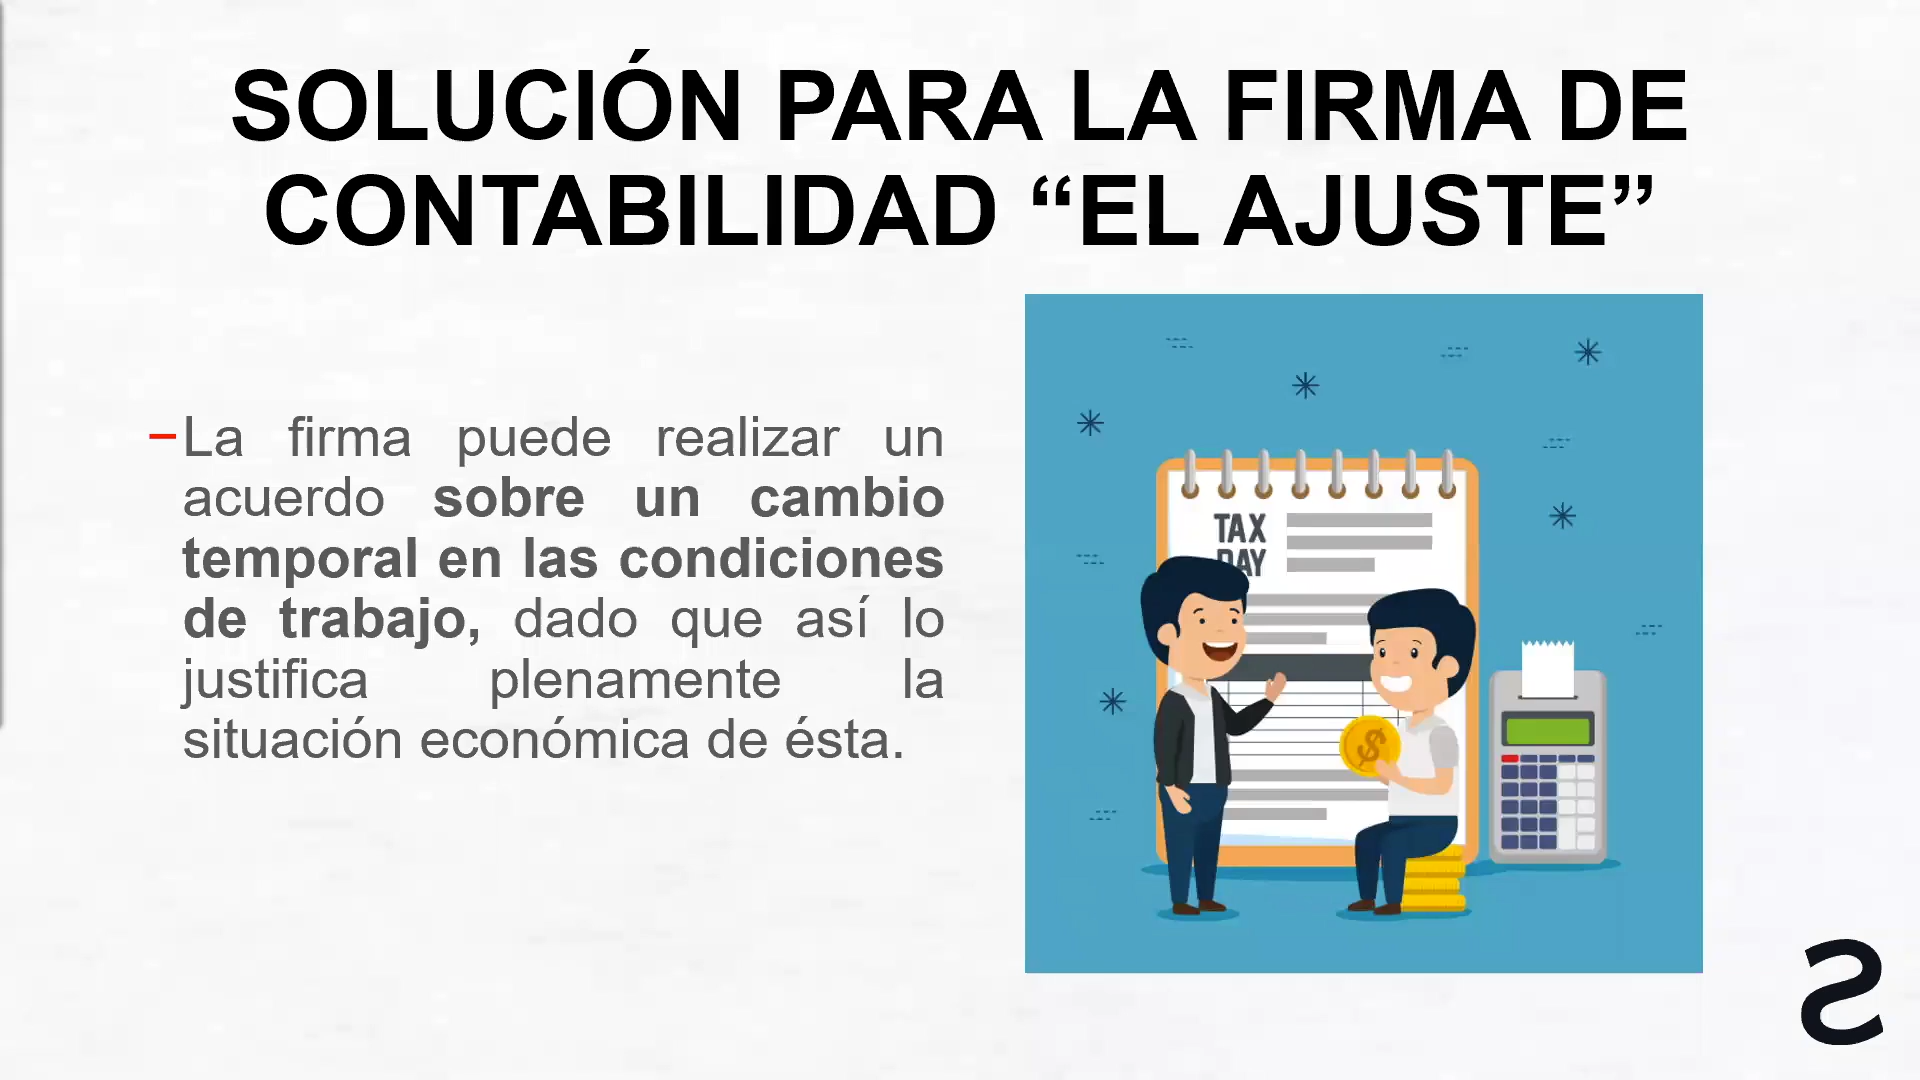 SOLUCIÓN PARA LA FIRMA DE
CONTABILIDAD “EL AJUSTE”
–La firma puede realizar un
acuerdo sobre un cambio
temporal en las condiciones
de trabajo, dado que así lo
justifica plenamente la
situación económica de ésta.
TAX
DAY
$